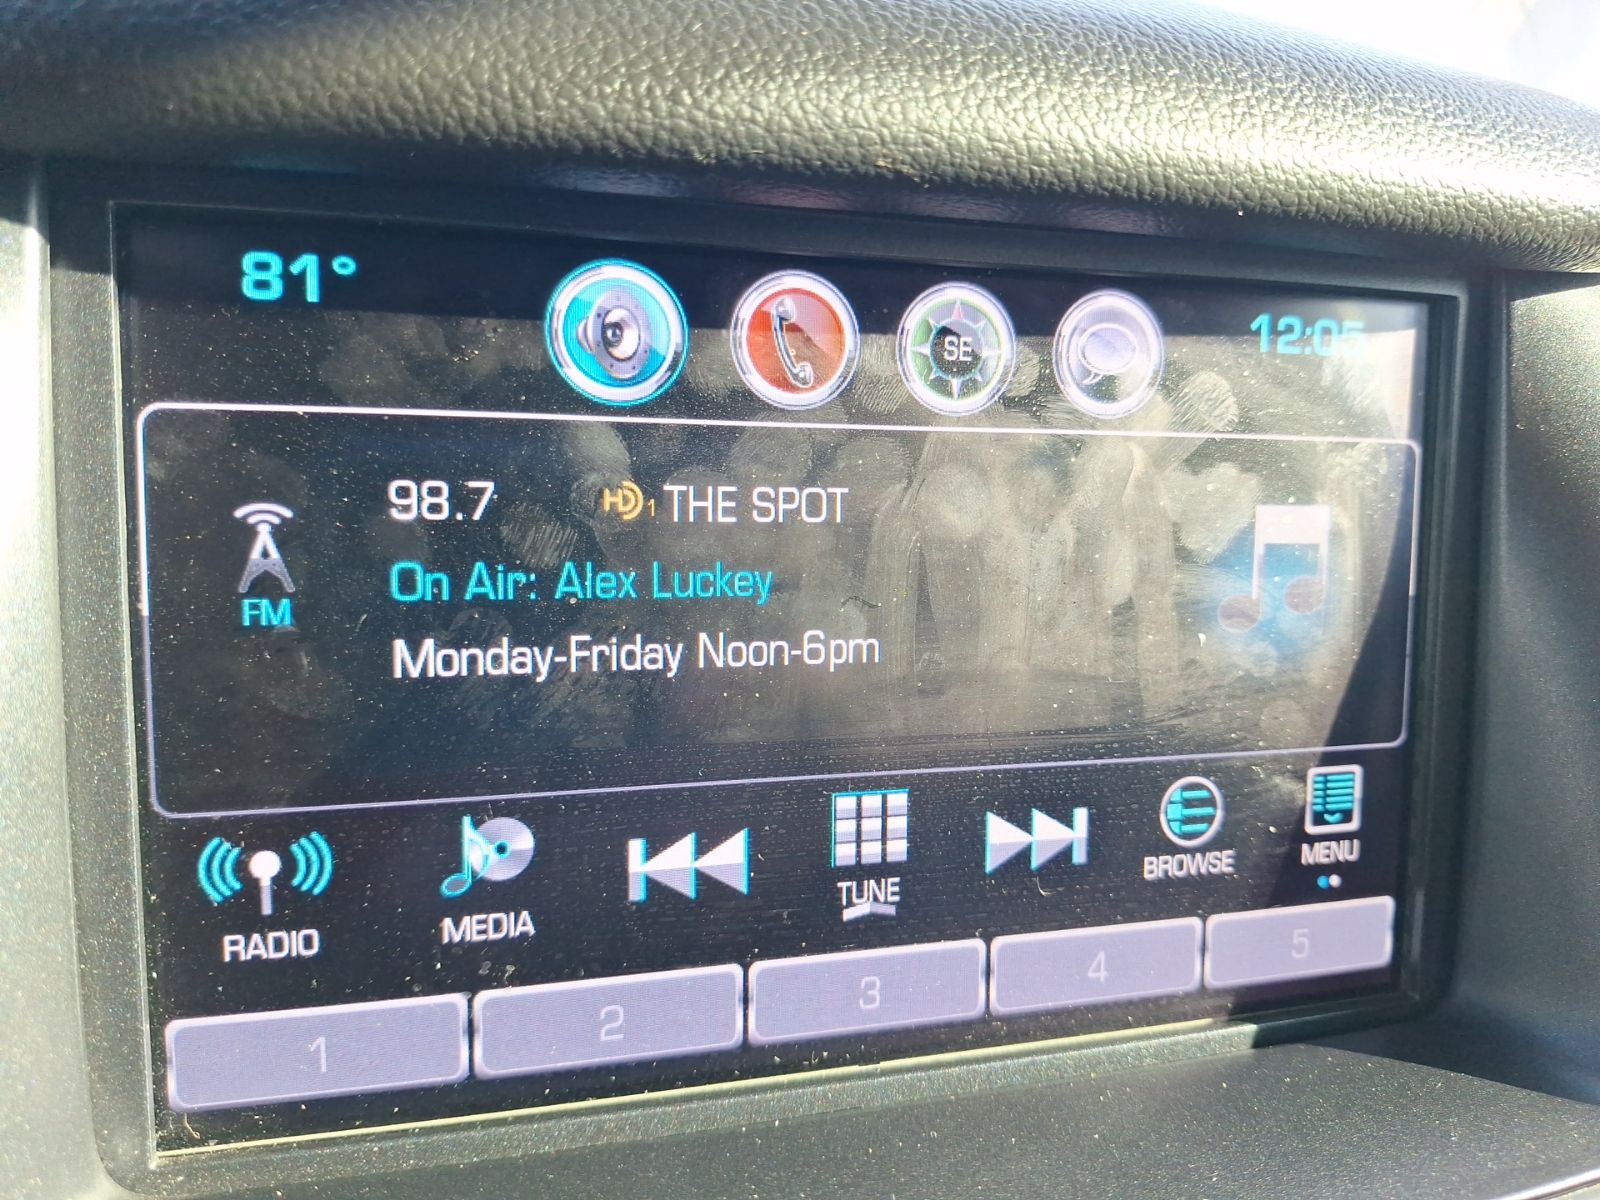 81°
SE
12:05
98.7 HD1 THE SPOT
On Air: Alex Luckey
FM
Monday-Friday Noon-6pm
RADIO
MEDIA
TUNE
BROWSE
MENU
1
2
3
4
5